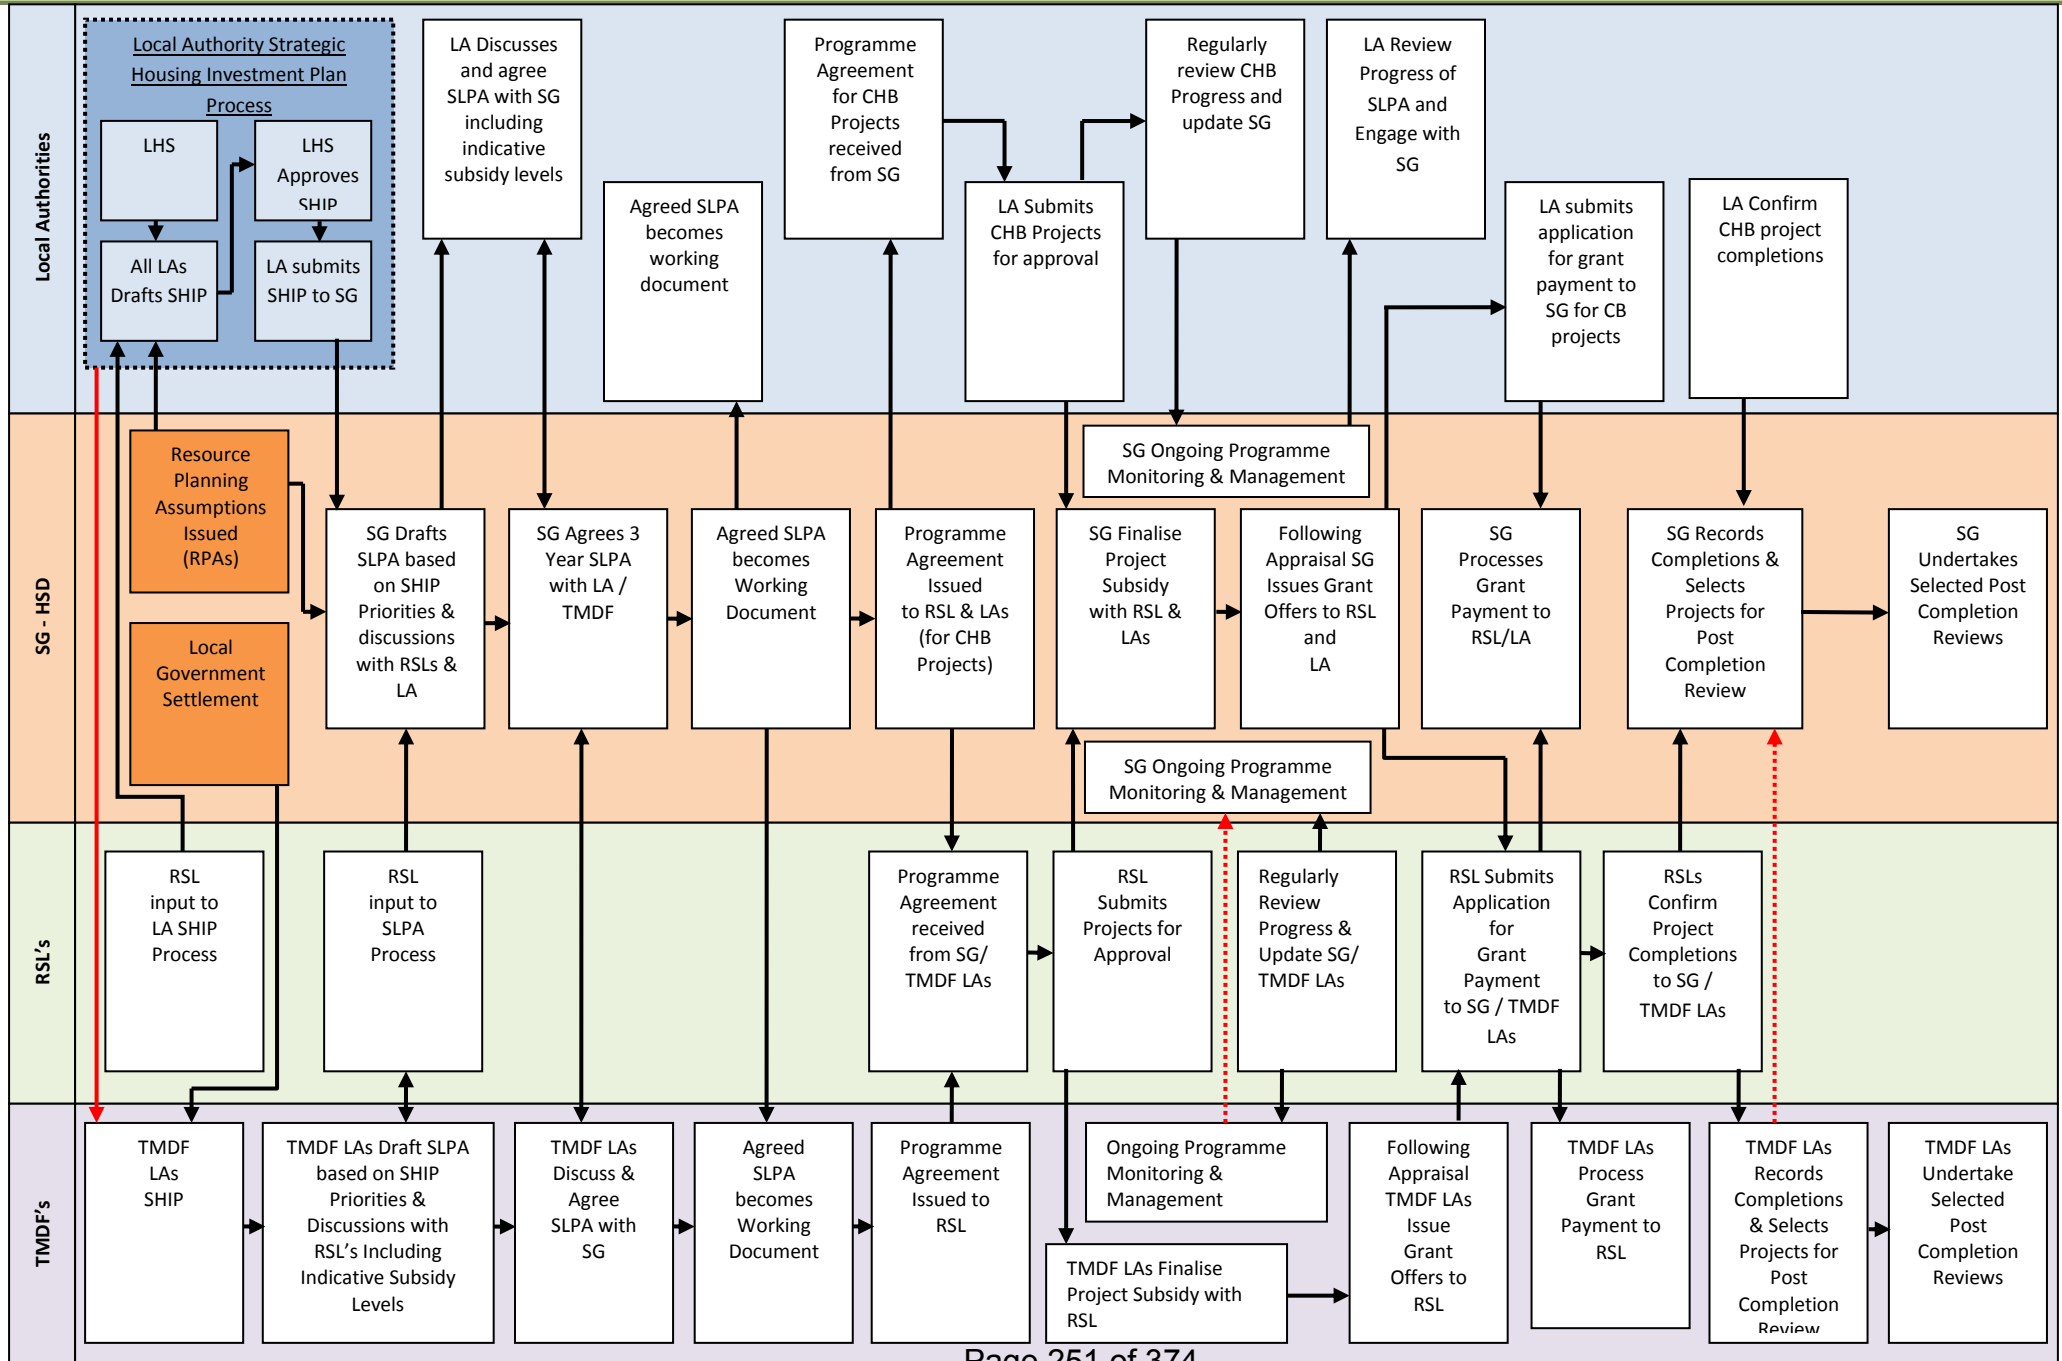 Local Authorities
Local Authority Strategic
Housing Investment Plan
Process
LHS
LHS
Approves
SHIP
All LAs
Drafts SHIP
LA submits
SHIP to SG
LA Discusses
and agree
SLPA with SG
including
indicative
subsidy levels
Agreed SLPA
becomes
working
document
Programme
Agreement
for CHB
Projects
received
from SG
LA Submits
CHB Projects
for approval
Regularly
review CHB
Progress and
update SG
LA Review
Progress of
SLPA and
Engage with
SG
LA submits
application
for grant
payment to
SG for CB
projects
LA Confirm
CHB project
completions
SG - HSD
Resource
Planning
Assumptions
Issued
(RPAs)
Local
Government
Settlement
SG Drafts
SLPA based
on SHIP
Priorities &
discussions
with RSLs &
LA
SG Agrees 3
Year SLPA
with LA /
TMDF
Agreed SLPA
becomes
Working
Document
Programme
Agreement
Issued
to RSL & LAs
(for CHB
Projects)
SG Ongoing Programme
Monitoring & Management
SG Finalise
Project
Subsidy
with RSL &
LAs
Following
Appraisal SG
Issues Grant
Offers to RSL
and
LA
SG Ongoing Programme
Monitoring & Management
SG
Processes
Grant
Payment to
RSL/LA
SG Records
Completions &
Selects
Projects for
Post
Completion
Review
SG
Undertakes
Selected Post
Completion
Reviews
RSL's
RSL
input to
LA SHIP
Process
RSL
input to
SLPA
Process
Programme
Agreement
received
from SG/
TMDF LAs
RSL
Submits
Projects for
Approval
Regularly
Review
Progress &
Update SG/
TMDF LAs
RSL Submits
Application
for
Grant
Payment
to SG / TMDF
LAs
RSLs
Confirm
Project
Completions
to SG /
TMDF LAs
TMDF's
TMDF
LAs
SHIP
TMDF LAs Draft SLPA
based on SHIP
Priorities &
Discussions with
RSL's Including
Indicative Subsidy
Levels
TMDF LAs
Discuss &
Agree
SLPA with
SG
Agreed
SLPA
becomes
Working
Document
Programme
Agreement
Issued to
RSL
Ongoing Programme
Monitoring &
Management
TMDF LAs Finalise
Project Subsidy with
RSL
Following
Appraisal
TMDF LAs
Issue
Grant
Offers to
RSL
TMDF LAs
Process
Grant
Payment to
RSL
TMDF LAs
Records
Completions
& Selects
Projects for
Post
Completion
Review
TMDF LAs
Undertake
Selected
Post
Completion
Reviews
Page 251 of 374